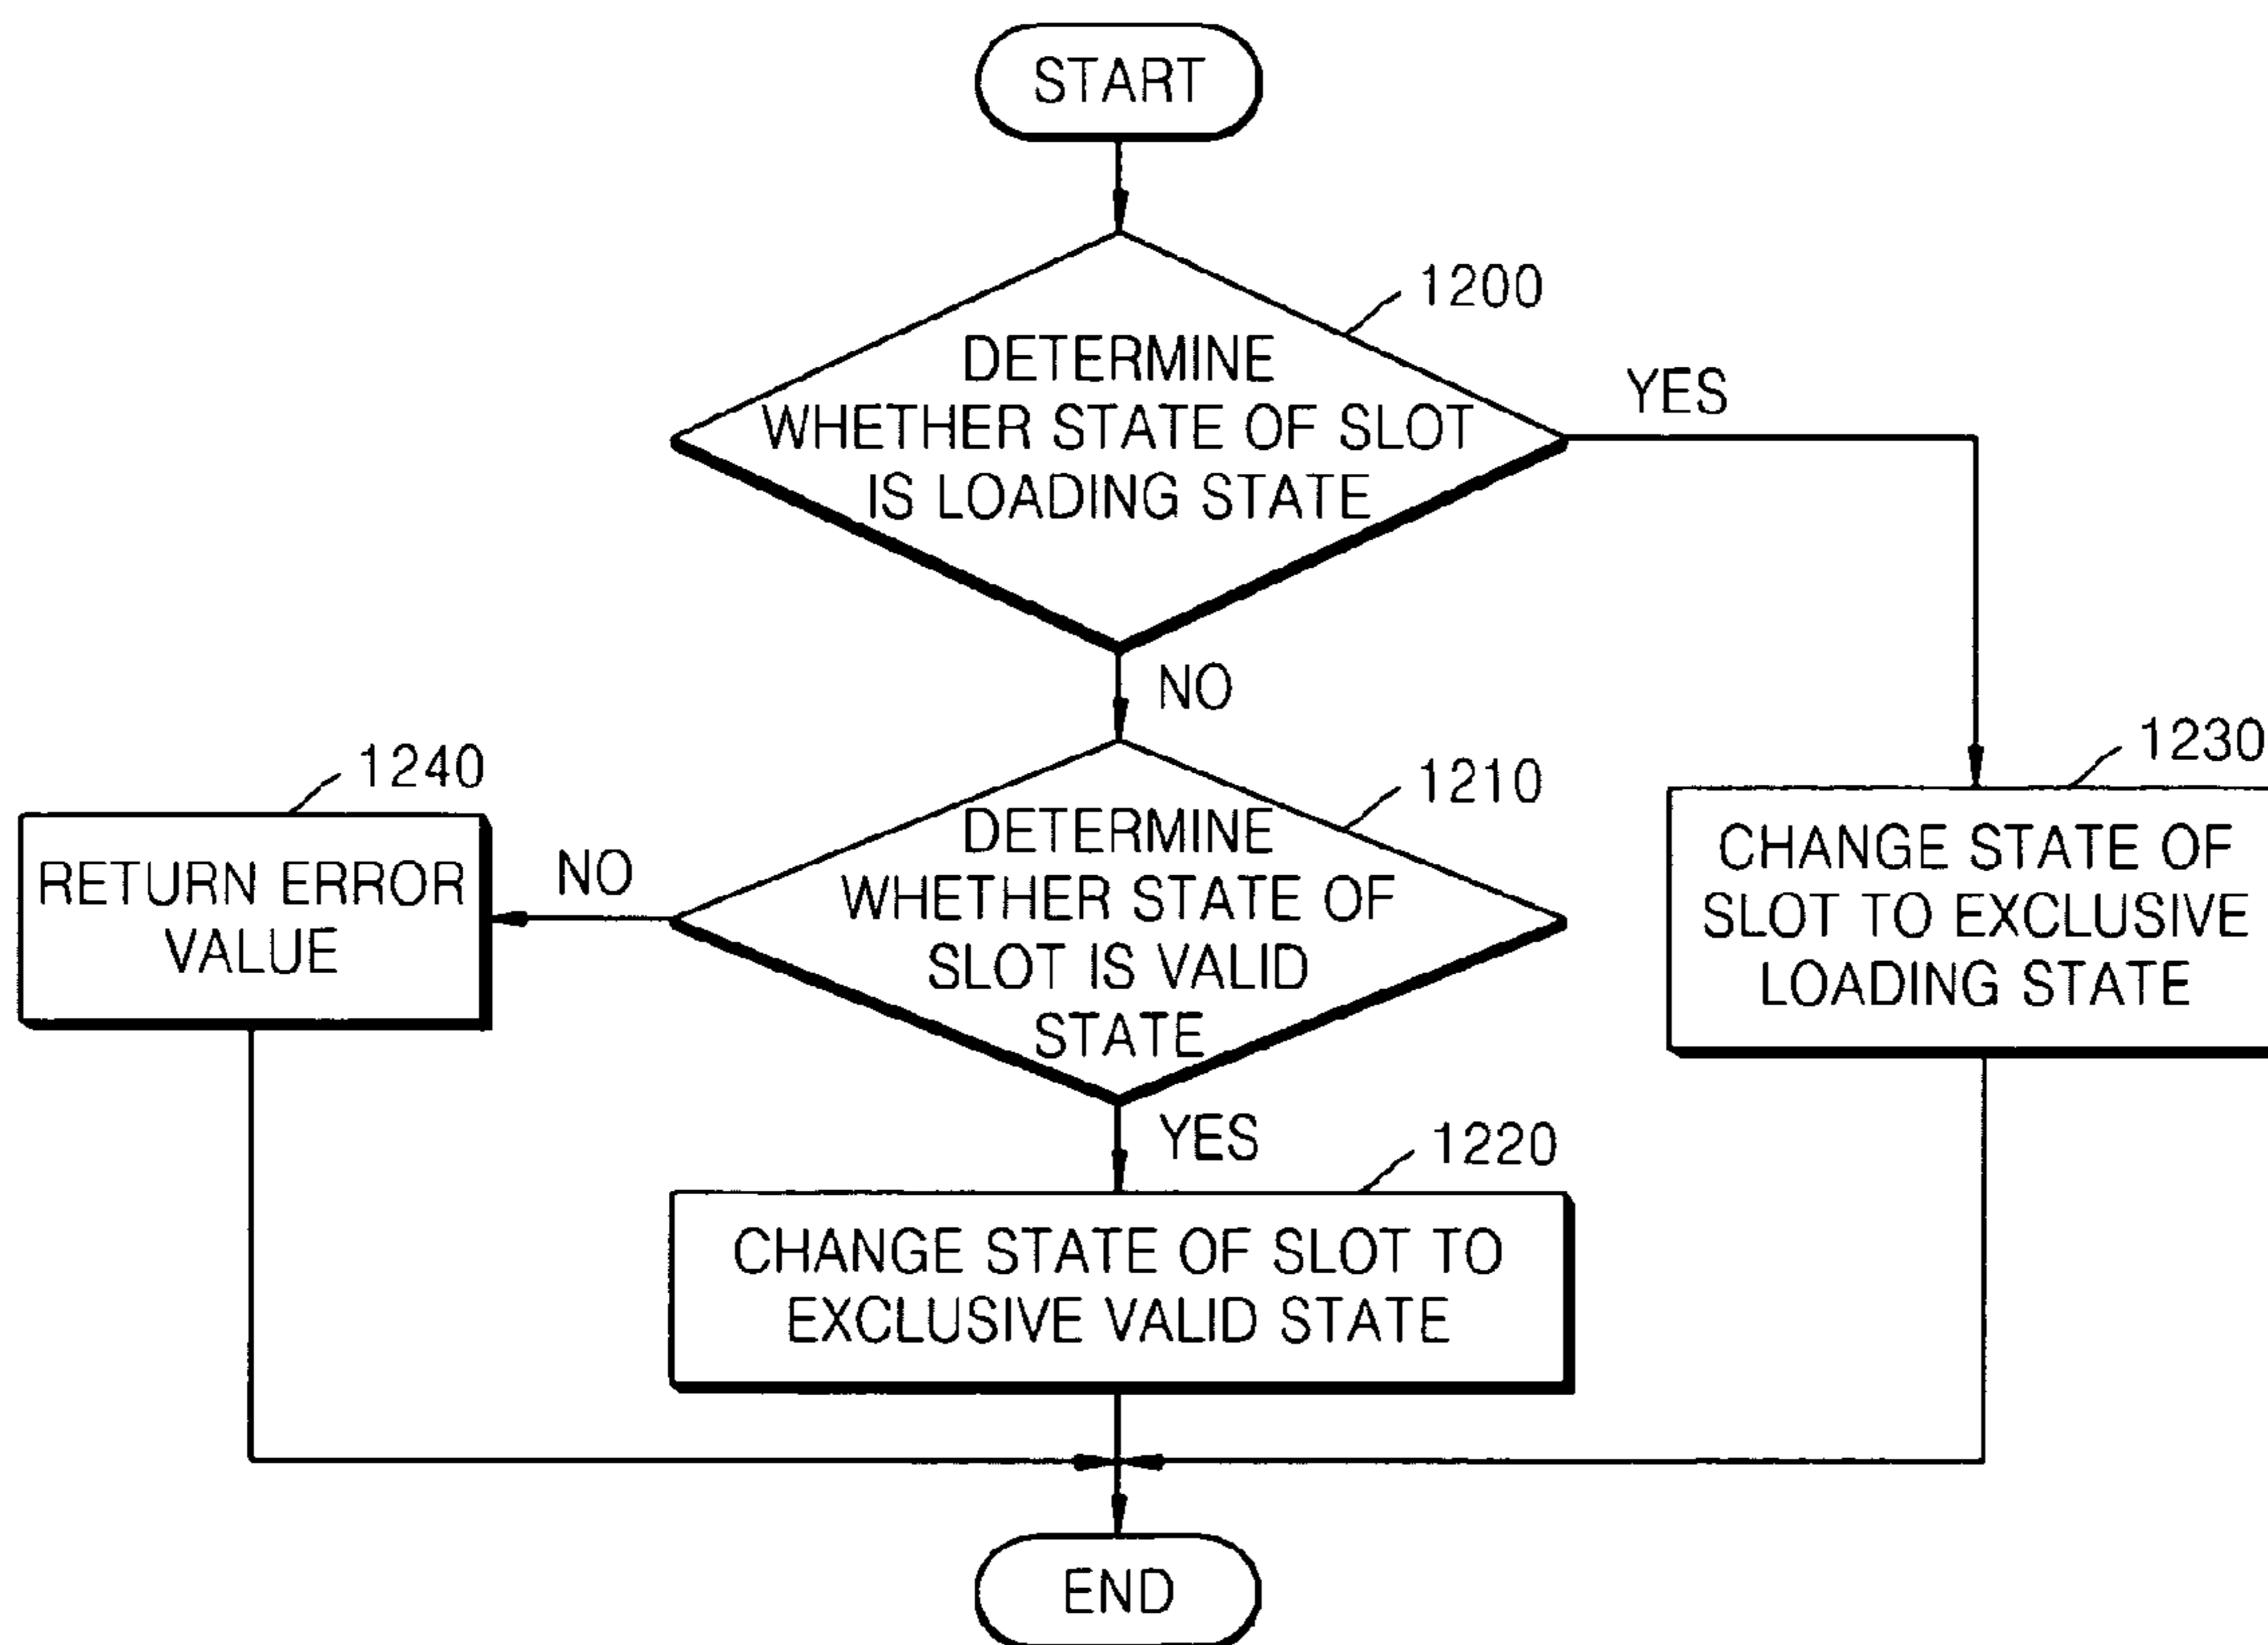 START
1200
DETERMINE
WHETHER STATE OF SLOT
IS LOADING STATE
YES
NO
1240
RETURN ERROR
VALUE
NO
1210
DETERMINE
WHETHER STATE OF
SLOT IS VALID
STATE
1230
CHANGE STATE OF
SLOT TO EXCLUSIVE
LOADING STATE
YES
1220
CHANGE STATE OF SLOT TO
EXCLUSIVE VALID STATE
END